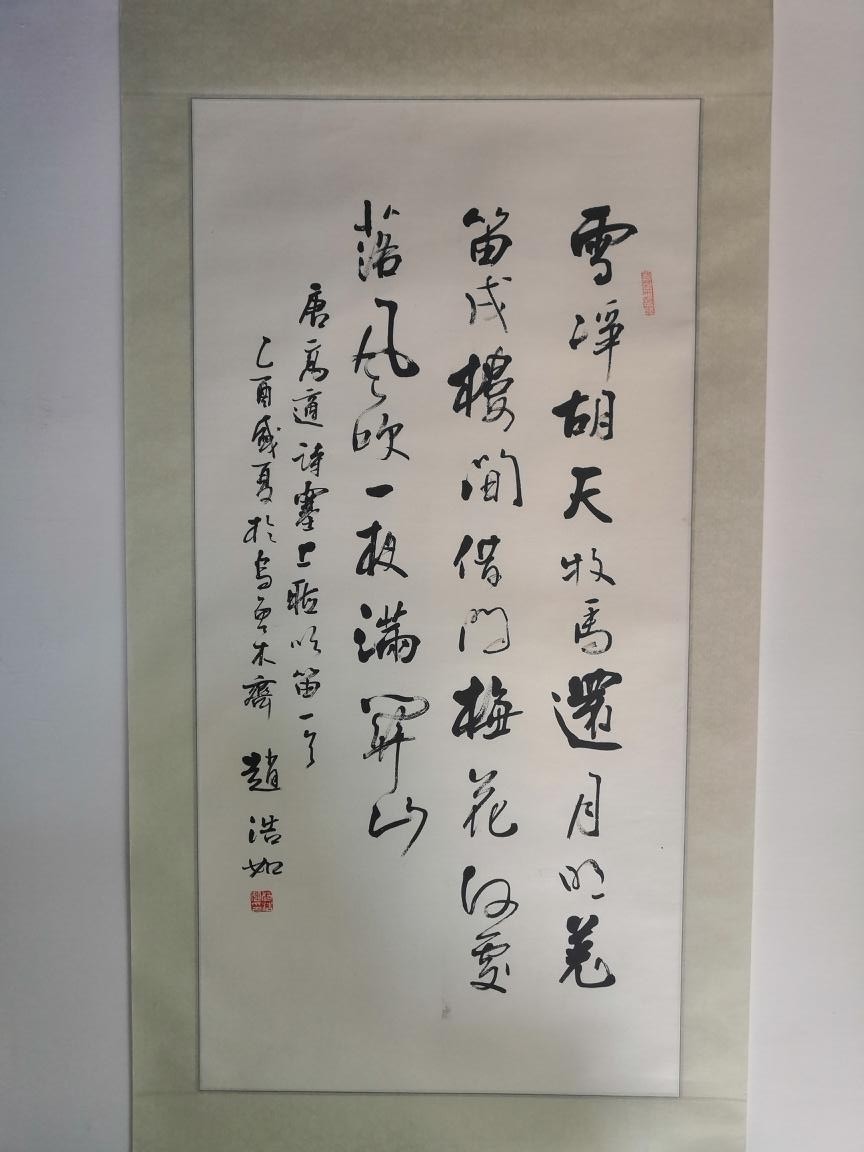 雪淨胡天牧馬還月明羌
笛戍樓間借問梅花何處
落風吹一夜滿關山
唐高適詩塞上聽吹笛一首
乙酉盛夏於烏木齋 趙浩如